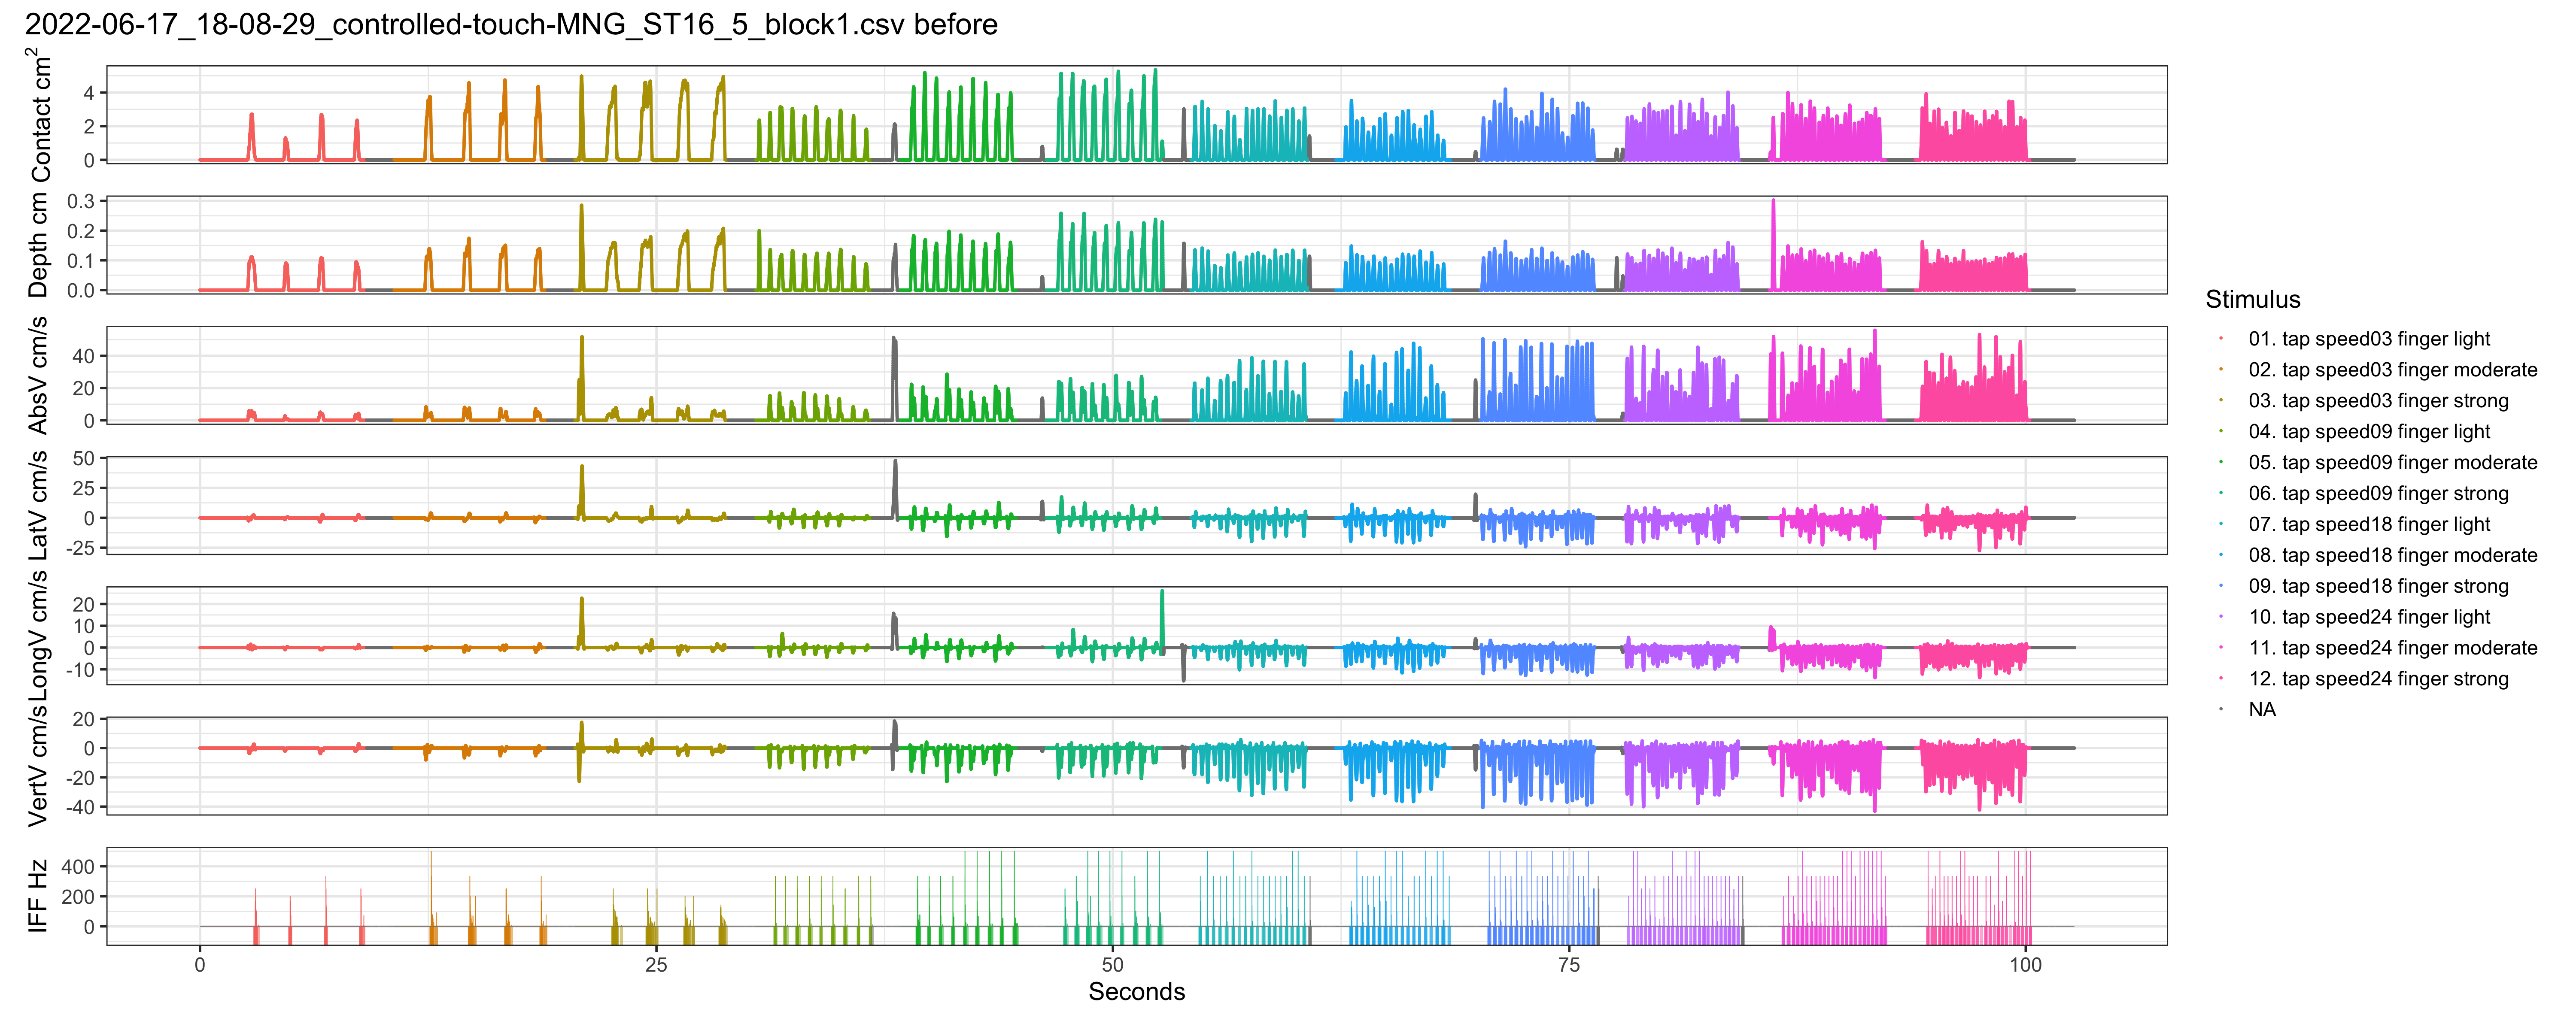 2022-06-17_18-08-29_controlled-touch-MNG_ST16_5_block1.csv before
Contact cm²
4
2
0
Depth cm
0.3
0.2
0.1
0.0
AbsV cm/s
40
20
0
LatV cm/s
50
25
0
-25
LongV cm/s
20
10
0
-10
VertV cm/s
20
0
-20
-40
IFF Hz
400
200
0
0
25
50
75
100
Seconds
Stimulus
01. tap speed03 finger light
02. tap speed03 finger moderate
03. tap speed03 finger strong
04. tap speed09 finger light
05. tap speed09 finger moderate
06. tap speed09 finger strong
07. tap speed18 finger light
08. tap speed18 finger moderate
09. tap speed18 finger strong
10. tap speed24 finger light
11. tap speed24 finger moderate
12. tap speed24 finger strong
NA